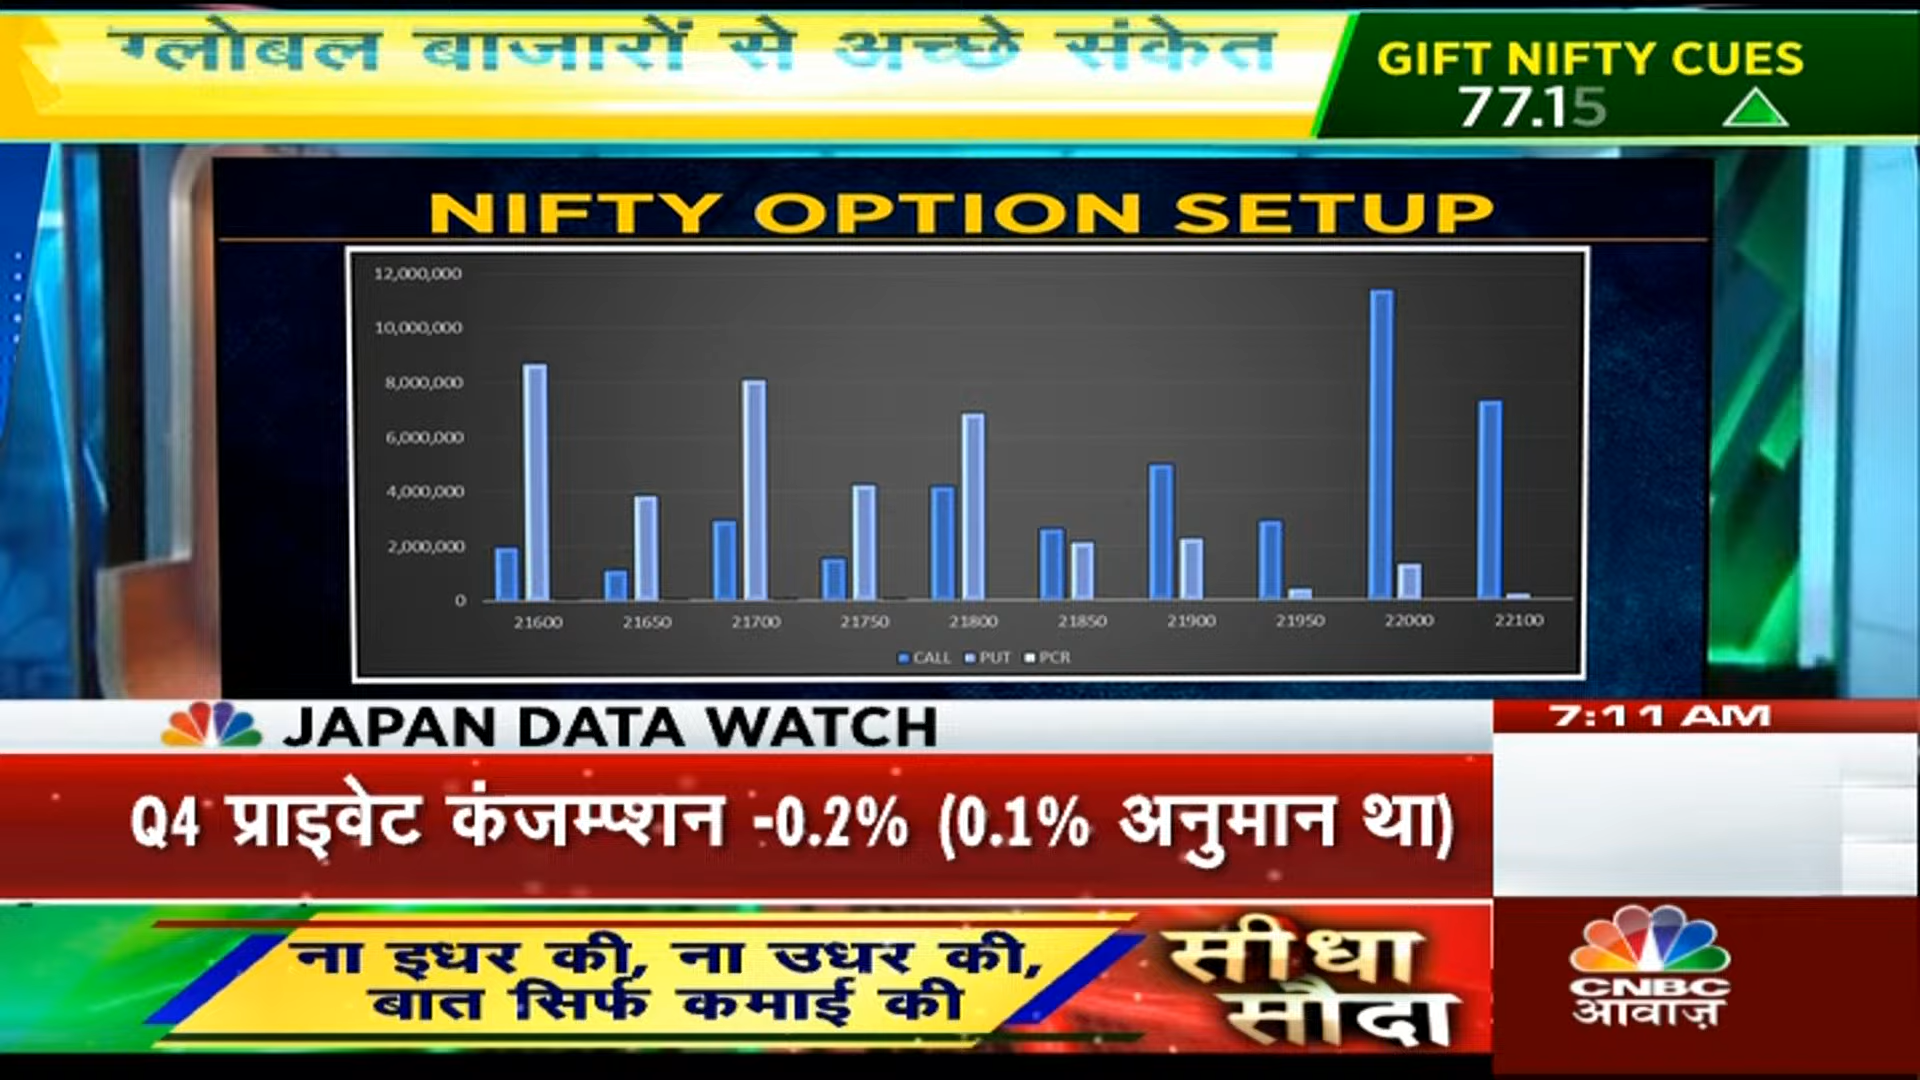 ग्लोबल बाजारों से अच्छे संकेत
GIFT NIFTY CUES
77.15
NIFTY OPTION SETUP
12,000,000
10,000,000
8,000,000
6,000,000
4,000,000
2,000,000
0
21600 21650 21700 21750 21800 21850 21900 21950 22000 22100
CALL PUT PCR
JAPAN DATA WATCH
7:11 AM
Q4 प्राइवेट कंजम्प्शन -0.2% (0.1% अनुमान था)
ना इधर की, ना उधर की,
बात सिर्फ कमाई की
सीधा
सौदा
CNBC
आवाज़